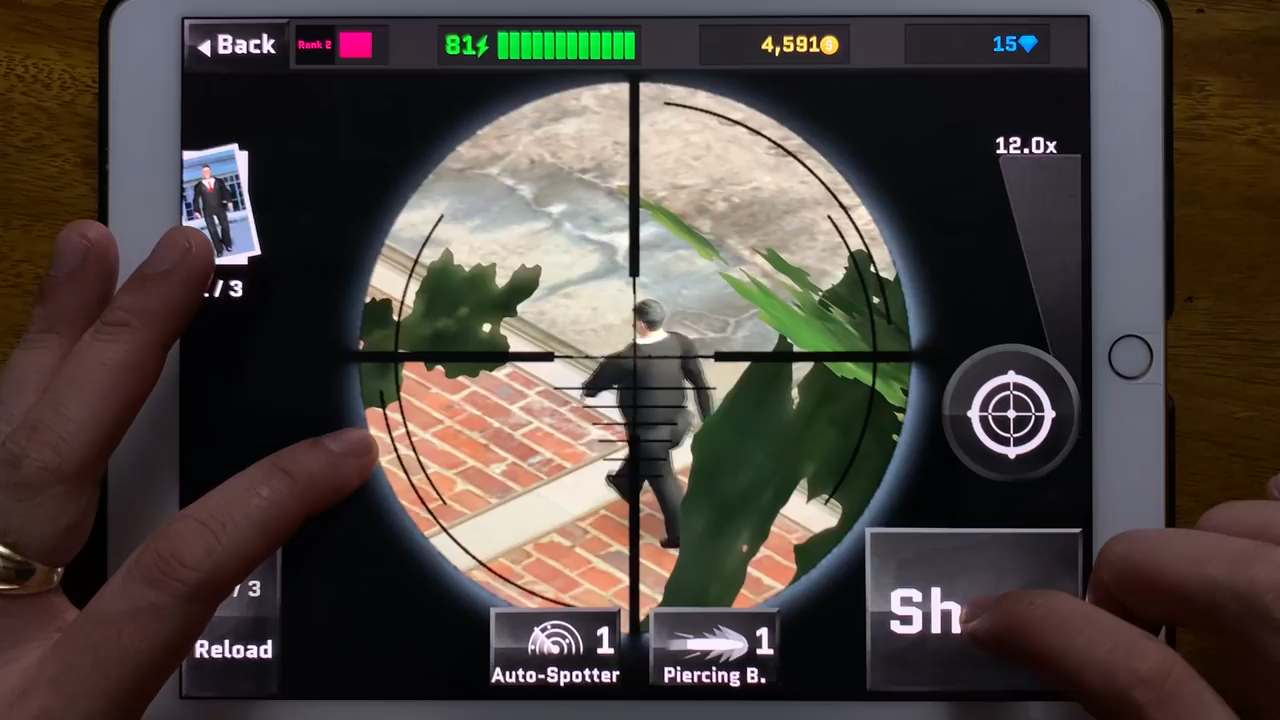 Back
Rank 2
81
4,591
15
12.0x
/ 3
/ 3
Reload
1
Auto-Spotter
1
Piercing B.
Sh